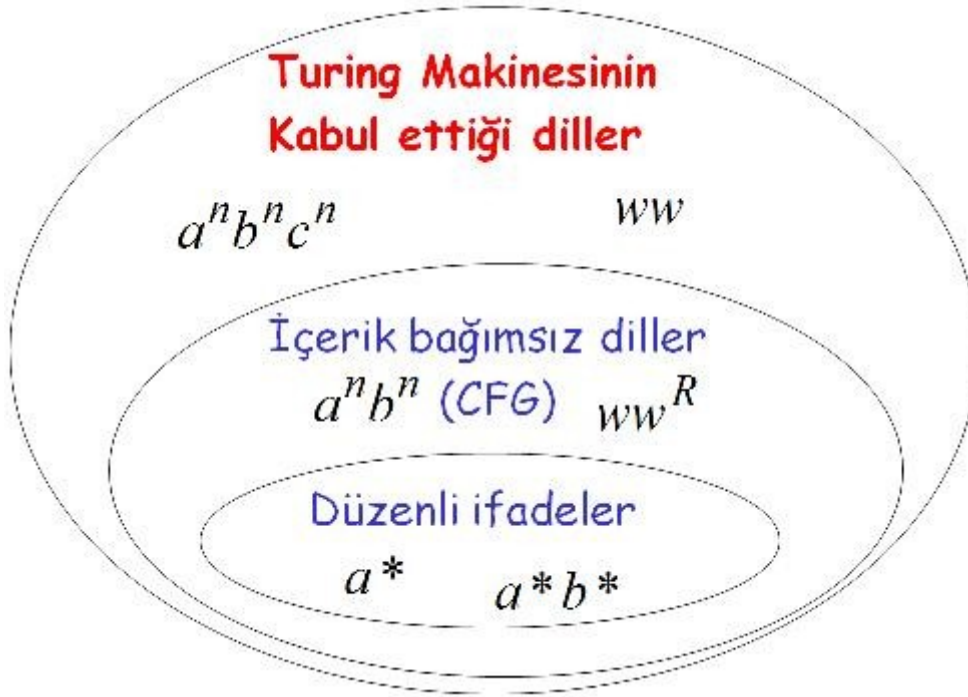 Turing Makinesinin
Kabul ettiği diller
aⁿbⁿcⁿ ww
İçerik bağımsız diller
aⁿbⁿ (CFG) wwᴿ
Düzenli ifadeler
a* a*b*